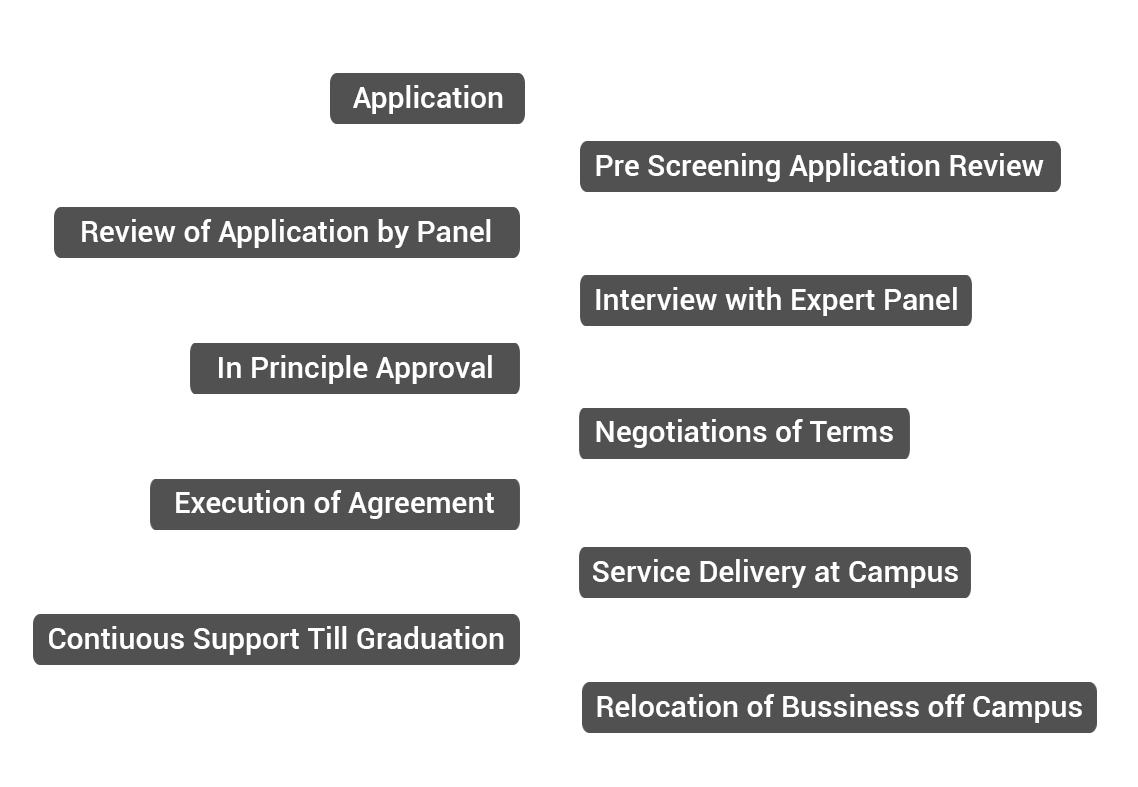 Application
Pre Screening Application Review
Review of Application by Panel
Interview with Expert Panel
In Principle Approval
Negotiations of Terms
Execution of Agreement
Service Delivery at Campus
Contiuous Support Till Graduation
Relocation of Bussiness off Campus